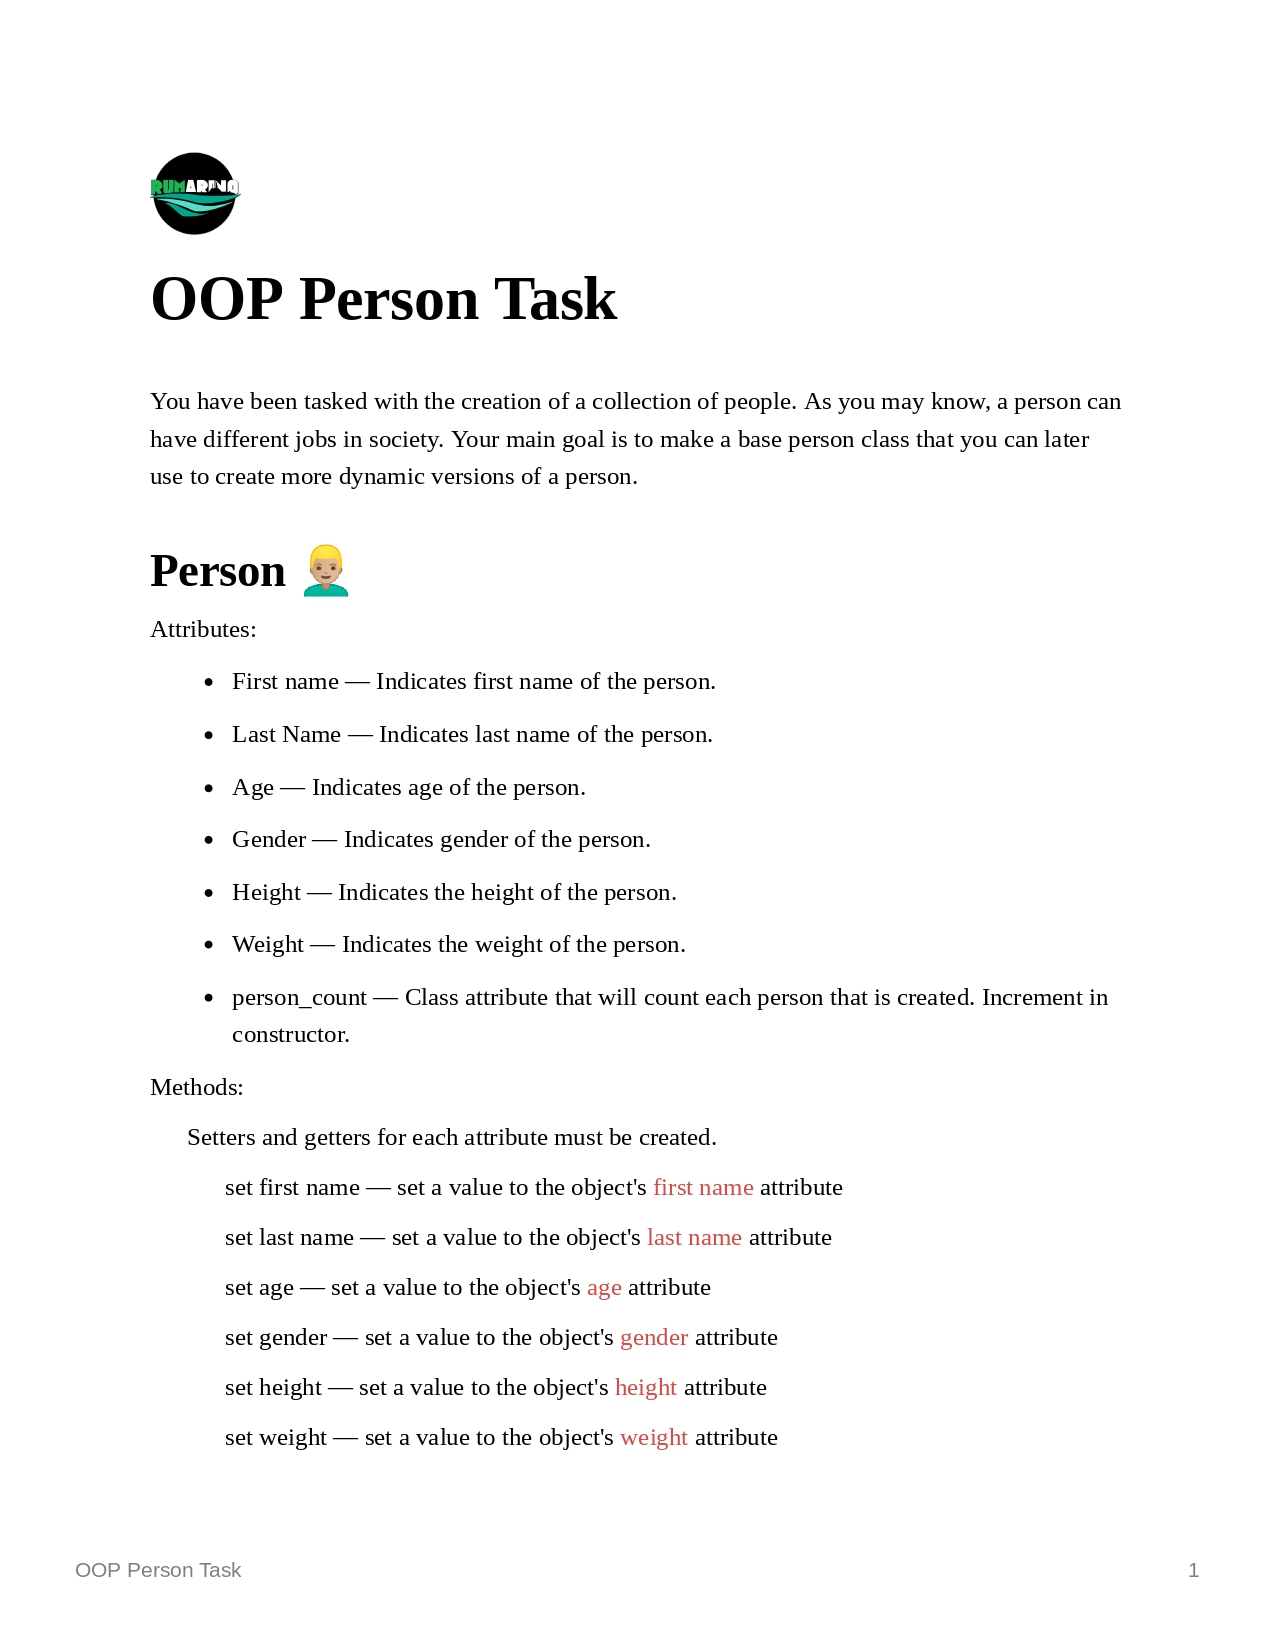 RUMARINO
OOP Person Task
You have been tasked with the creation of a collection of people. As you may know, a person can
have different jobs in society. Your main goal is to make a base person class that you can later
use to create more dynamic versions of a person.
Person 👱🏼‍♂️
Attributes:
• First name — Indicates first name of the person.
• Last Name — Indicates last name of the person.
• Age — Indicates age of the person.
• Gender — Indicates gender of the person.
• Height — Indicates the height of the person.
• Weight — Indicates the weight of the person.
• person_count — Class attribute that will count each person that is created. Increment in
constructor.
Methods:
Setters and getters for each attribute must be created.
set first name — set a value to the object's first name attribute
set last name — set a value to the object's last name attribute
set age — set a value to the object's age attribute
set gender — set a value to the object's gender attribute
set height — set a value to the object's height attribute
set weight — set a value to the object's weight attribute
OOP Person Task 1